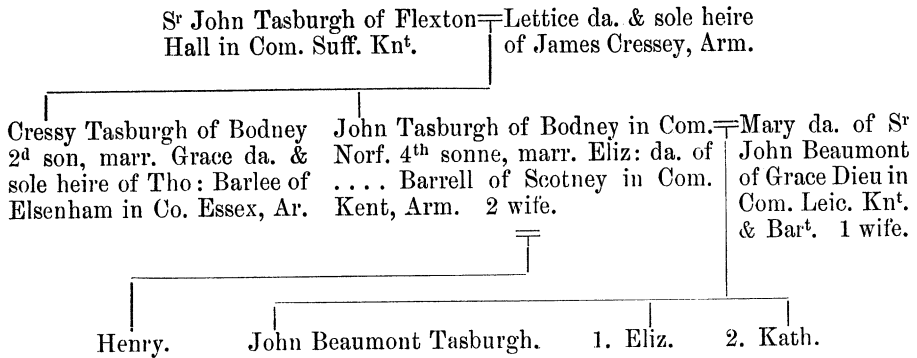 Sʳ John Tasburgh of Flexton
Hall in Com. Suff. Knᵗ.
Lettice da. & sole heire
of James Cressey, Arm.
Cressy Tasburgh of Bodney
2ᵈ son, marr. Grace da. &
sole heire of Tho: Barlee of
Elsenham in Co. Essex, Ar.
John Tasburgh of Bodney in Com.
Norf. 4ᵗʰ sonne, marr. Eliz: da. of
. . . . Barrell of Scotney in Com.
Kent, Arm. 2 wife.
Mary da. of Sʳ
John Beaumont
of Grace Dieu in
Com. Leic. Knᵗ.
& Barᵗ. 1 wife.
Henry.
John Beaumont Tasburgh.
1. Eliz.
2. Kath.